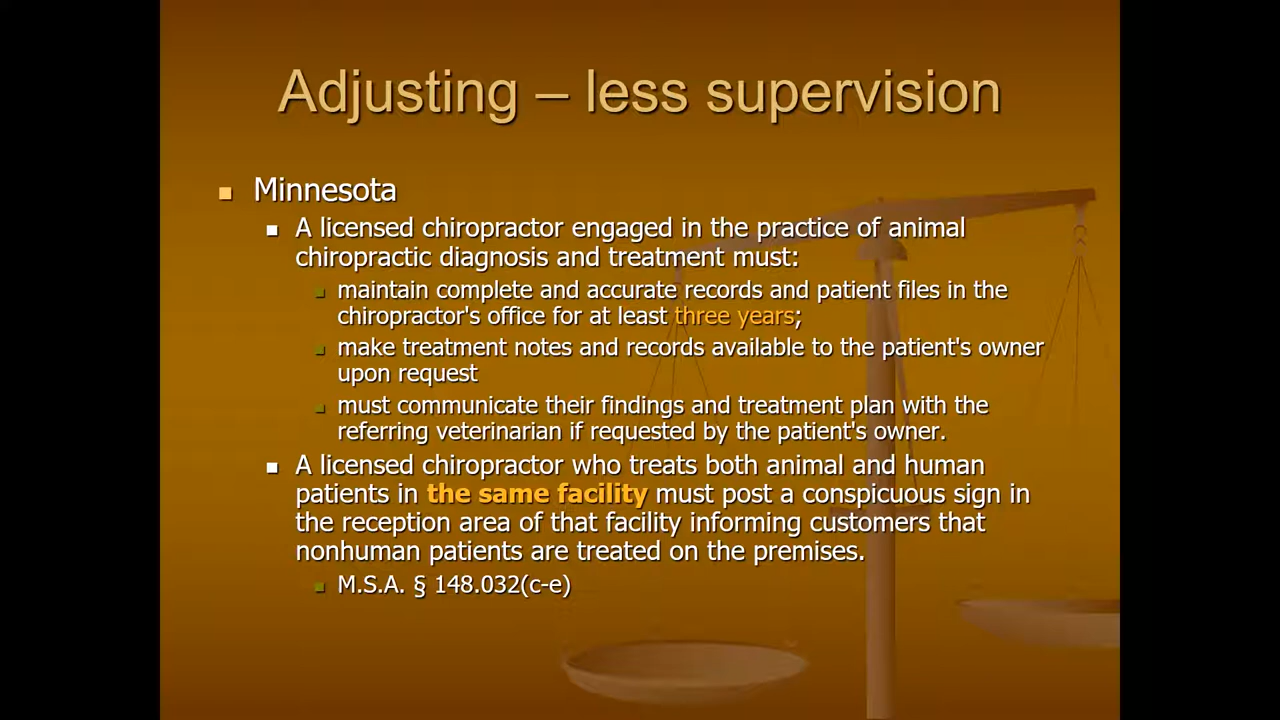 Adjusting – less supervision
Minnesota
A licensed chiropractor engaged in the practice of animal
chiropractic diagnosis and treatment must:
maintain complete and accurate records and patient files in the
chiropractor's office for at least three years;
make treatment notes and records available to the patient's owner
upon request
must communicate their findings and treatment plan with the
referring veterinarian if requested by the patient's owner.
A licensed chiropractor who treats both animal and human
patients in the same facility must post a conspicuous sign in
the reception area of that facility informing customers that
nonhuman patients are treated on the premises.
M.S.A. § 148.032(c-e)